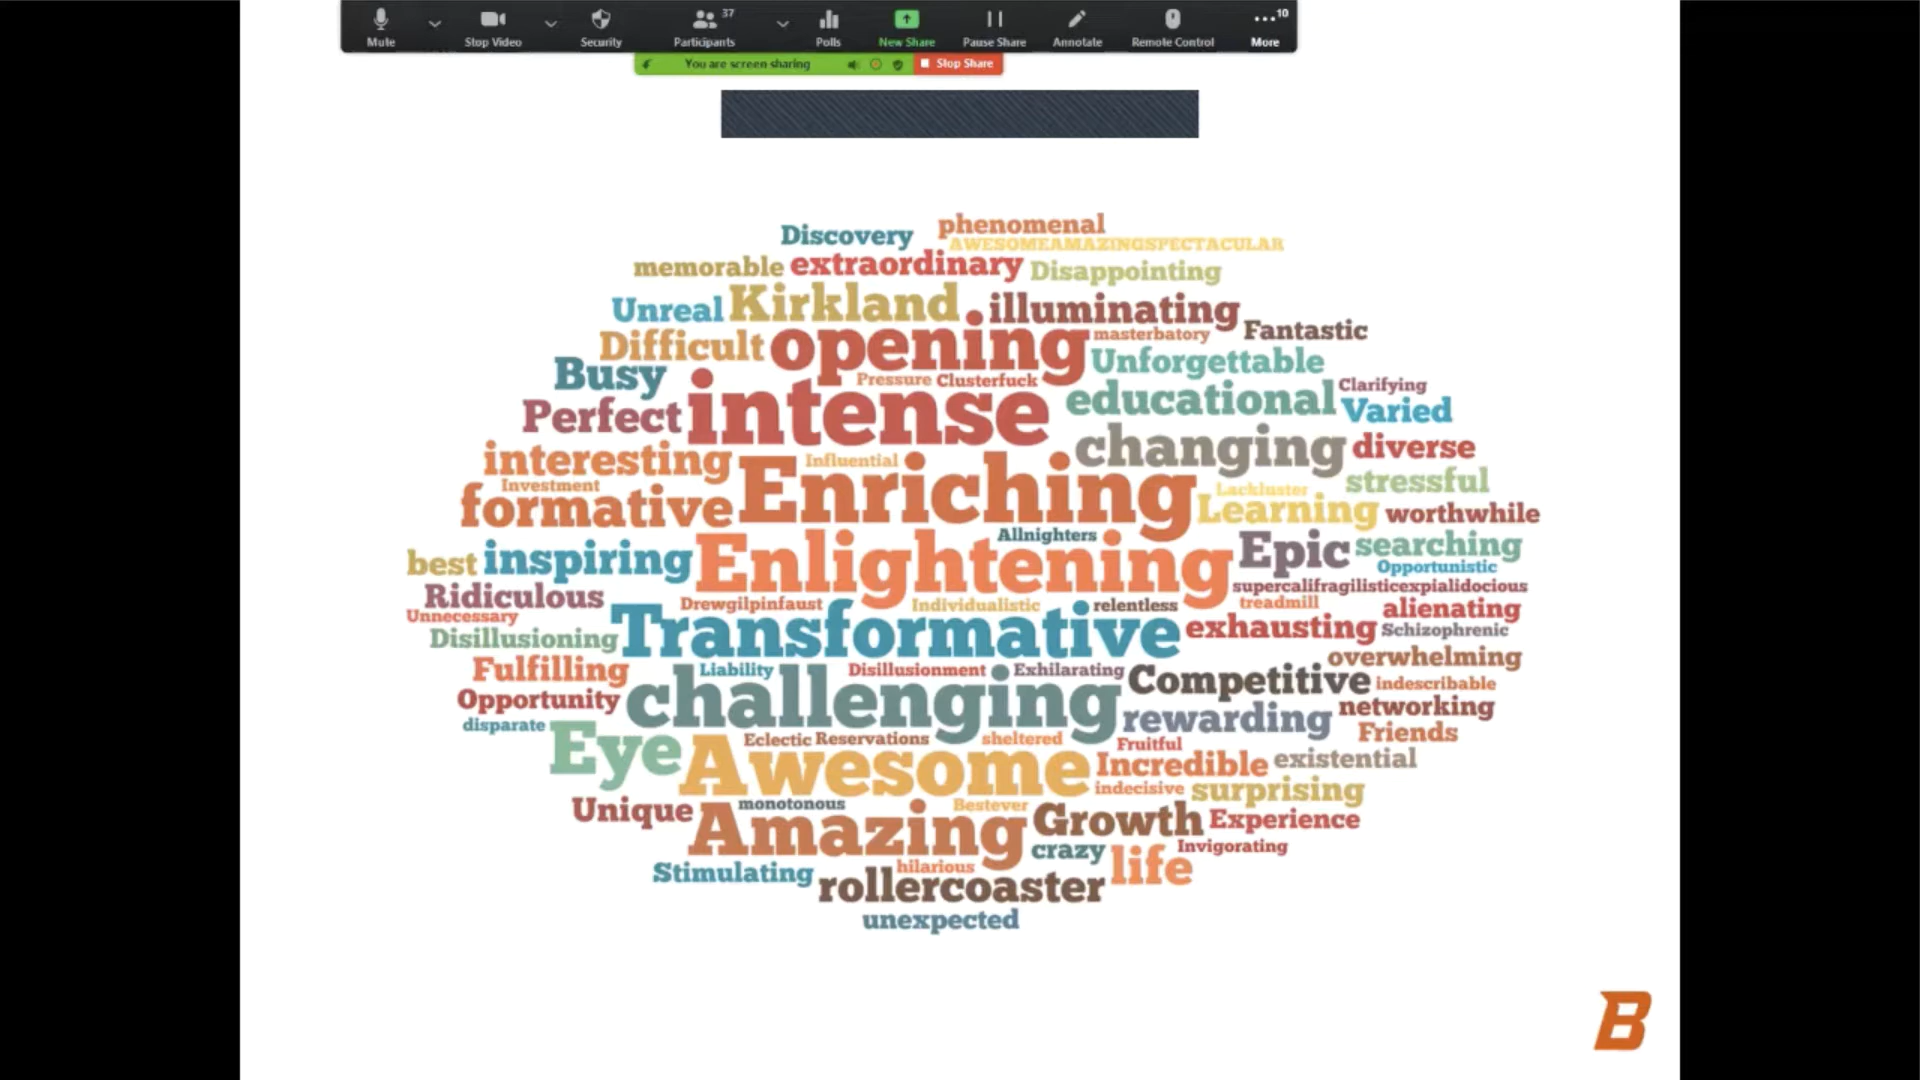 37
10
Mute
Stop Video
Security
Participants
Polls
New Share
Pause Share
Annotate
Remote Control
More
You are screen sharing
Stop Share
Discovery
phenomenal
AWESOMEAMAZINGSPECTACULAR
memorable
extraordinary
Disappointing
Unreal
Kirkland
illuminating
Difficult
opening
masterbatory
Fantastic
Unforgettable
Busy
Pressure
Clusterfuck
Clarifying
Perfect
intense
educational
Varied
interesting
Influential
changing
diverse
Investment
formative
Enriching
Lackluster
stressful
Learning
worthwhile
Allnighters
best
inspiring
Enlightening
Epic
searching
Opportunistic
supercalifragilisticexpialidocious
Ridiculous
Drewgilpinfaust
Individualistic
relentless
treadmill
alienating
Unnecessary
Disillusioning
Transformative
exhausting
Schizophrenic
overwhelming
Fulfilling
Liability
Disillusionment
Exhilarating
Competitive
indescribable
Opportunity
challenging
rewarding
networking
disparate
Friends
Eye
Eclectic
Reservations
sheltered
Fruitful
Awesome
Incredible
existential
indecisive
surprising
Unique
monotonous
Bestever
Amazing
Growth
Experience
crazy
Invigorating
Stimulating
hilarious
life
rollercoaster
unexpected
B